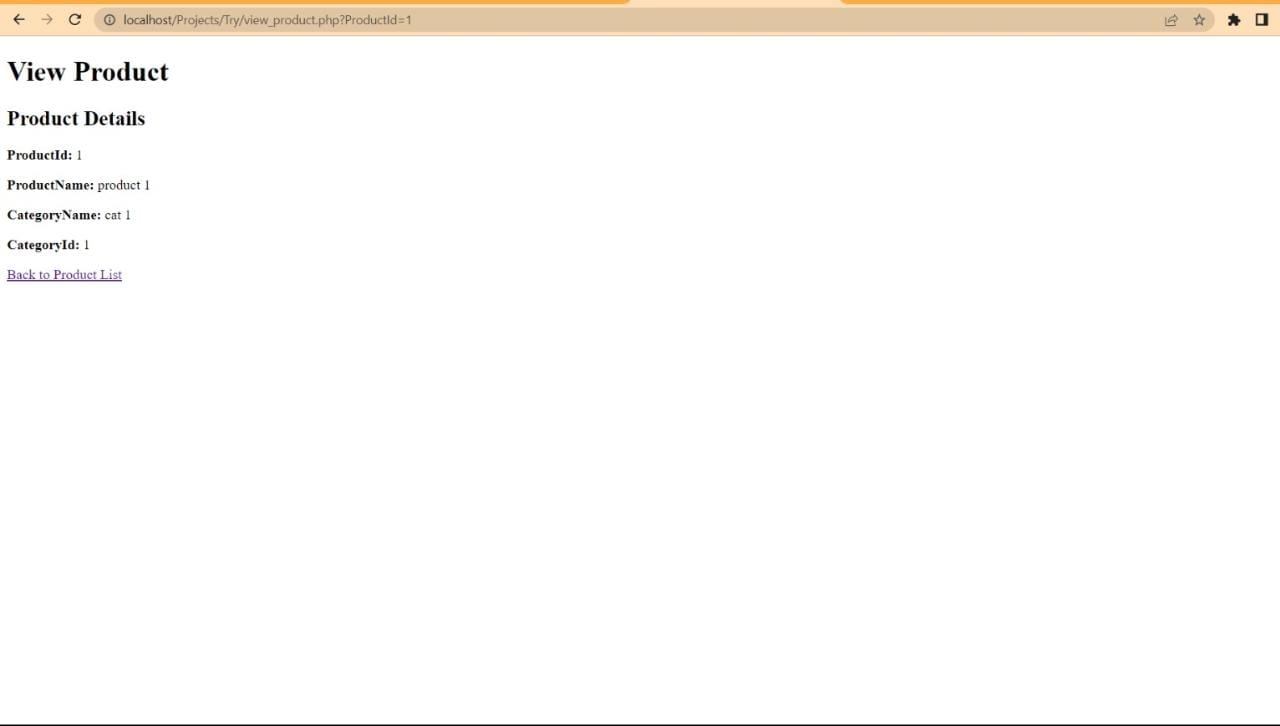 localhost/Projects/Try/view_product.php?ProductId=1
View Product
Product Details
ProductId: 1
ProductName: product 1
CategoryName: cat 1
CategoryId: 1
Back to Product List